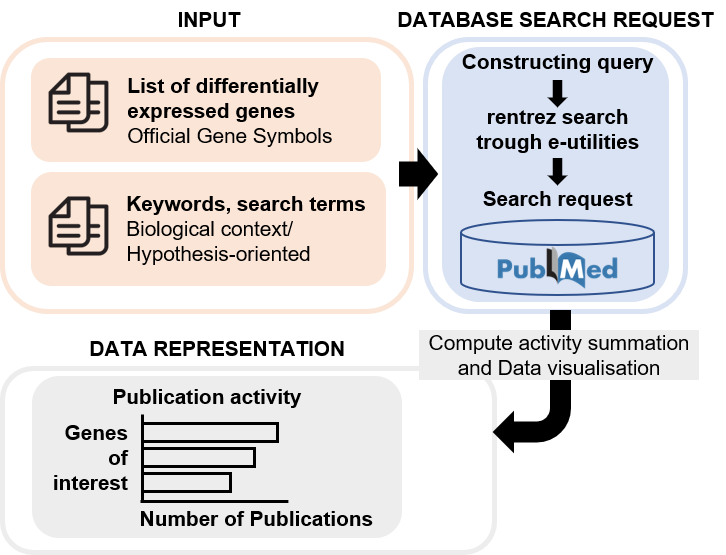 INPUT
List of differentially
expressed genes
Official Gene Symbols
Keywords, search terms
Biological context/
Hypothesis-oriented
DATABASE SEARCH REQUEST
Constructing query
rentrez search
trough e-utilities
Search request
PubMed
Compute activity summation
and Data visualisation
DATA REPRESENTATION
Publication activity
Genes
of
interest
Number of Publications